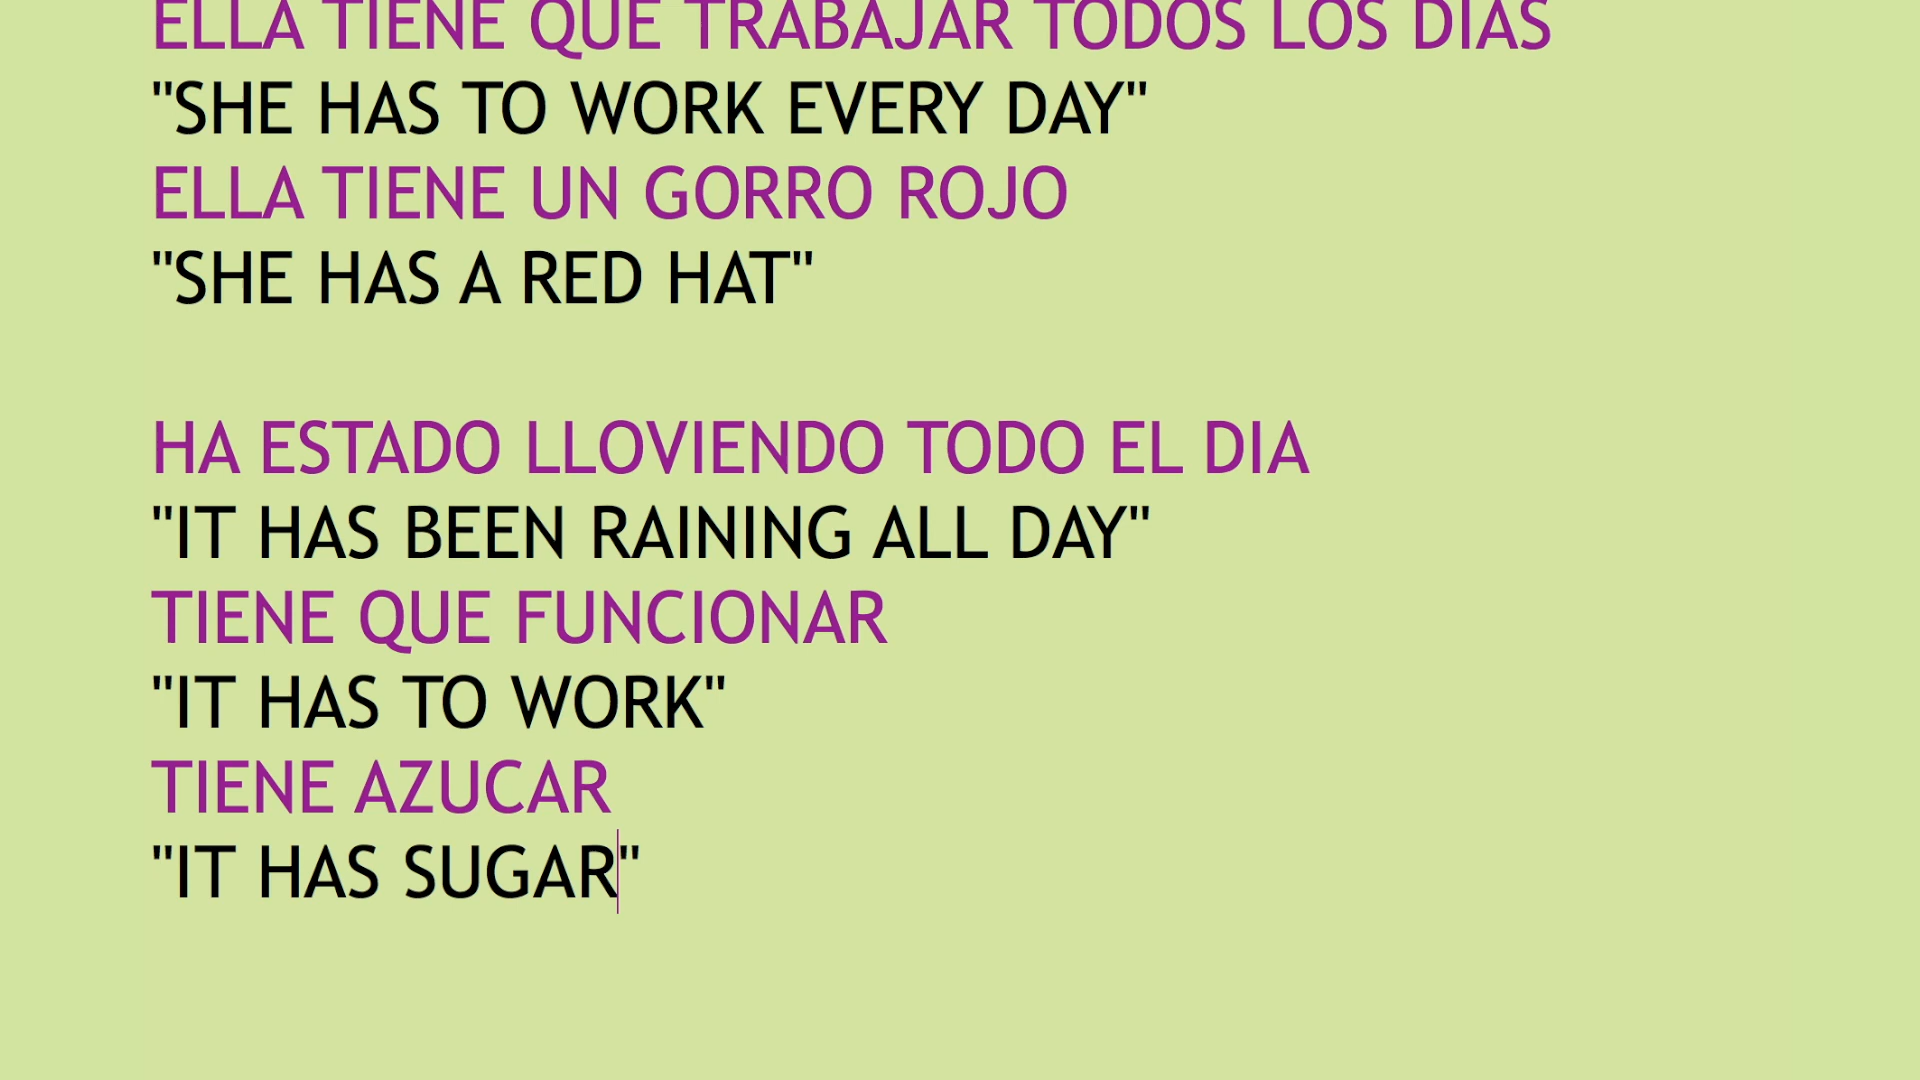 ELLA TIENE QUE TRABAJAR TODOS LOS DIAS
"SHE HAS TO WORK EVERY DAY"
ELLA TIENE UN GORRO ROJO
"SHE HAS A RED HAT"
HA ESTADO LLOVIENDO TODO EL DIA
"IT HAS BEEN RAINING ALL DAY"
TIENE QUE FUNCIONAR
"IT HAS TO WORK"
TIENE AZUCAR
"IT HAS SUGAR"